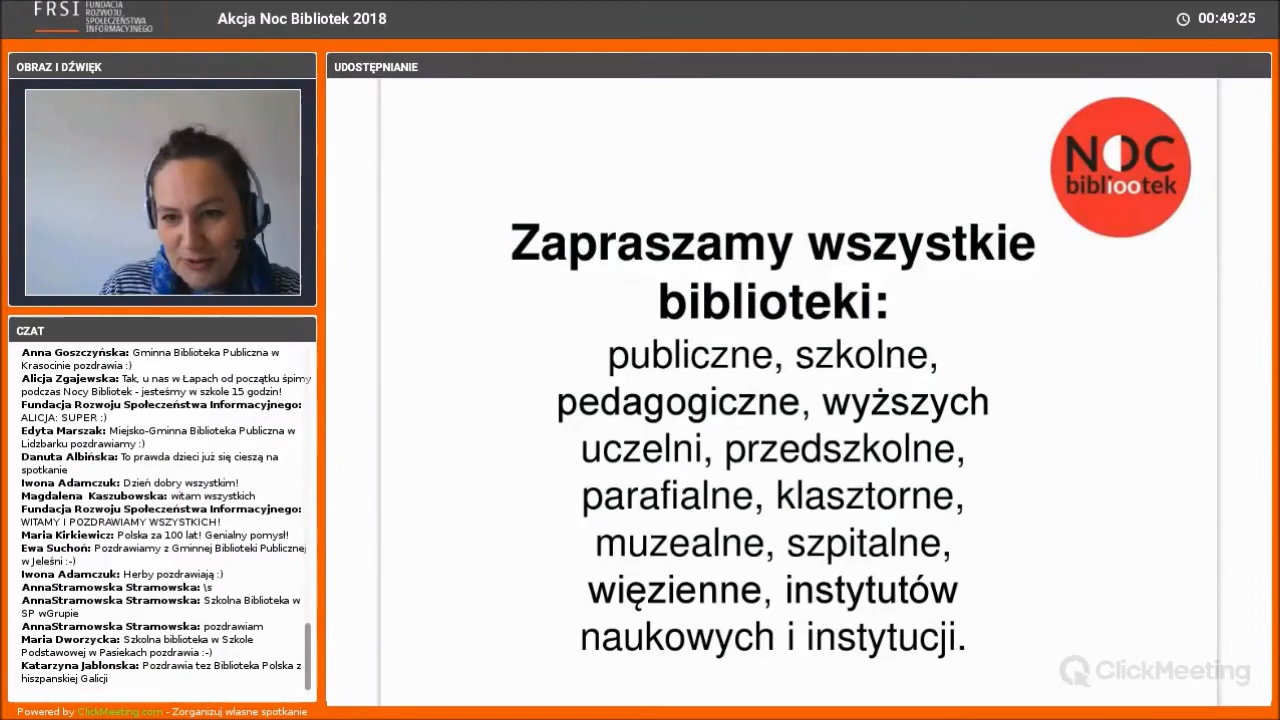 FRSI
FUNDACJA
ROZWOJU
SPOŁECZEŃSTWA
INFORMACYJNEGO
Akcja Noc Bibliotek 2018
00:49:25
OBRAZ I DŹWIĘK
CZAT
Anna Goszczyńska: Gminna Biblioteka Publiczna w
Krasocinie pozdrawia :)
Alicja Zgajewska: Tak, u nas w Łapach od początku śpimy
podczas Nocy Bibliotek - jesteśmy w szkole 15 godzin!
Fundacja Rozwoju Społeczeństwa Informacyjnego:
ALICJA: SUPER :)
Edyta Marszak: Miejsko-Gminna Biblioteka Publiczna w
Lidzbarku pozdrawiamy :)
Danuta Albińska: To prawda dzieci już się cieszą na
spotkanie
Iwona Adamczuk: Dzień dobry wszystkim!
Magdalena Kaszubowska: witam wszystkich
Fundacja Rozwoju Społeczeństwa Informacyjnego:
WITAMY I POZDRAWIAMY WSZYSTKICH!
Maria Kirkiewicz: Polska za 100 lat! Genialny pomysł!
Ewa Suchoń: Pozdrawiamy z Gminnej Biblioteki Publicznej
w Jeleśni :-)
Iwona Adamczuk: Herby pozdrawiają :)
AnnaStramowska Stramowska: \s
AnnaStramowska Stramowska: Szkolna Biblioteka w
SP wGrupie
AnnaStramowska Stramowska: pozdrawiam
Maria Dworzycka: Szkolna biblioteka w Szkole
Podstawowej w Pasiekach pozdrawia :-)
Katarzyna Jablonska: Pozdrawia tez Biblioteka Polska z
hiszpanskiej Galicji
Powered by ClickMeeting.com - Zorganizuj własne spotkanie
UDOSTĘPNIANIE
NOC
bibliootek
Zapraszamy wszystkie
biblioteki:
publiczne, szkolne,
pedagogiczne, wyższych
uczelni, przedszkolne,
parafialne, klasztorne,
muzealne, szpitalne,
więzienne, instytutów
naukowych i instytucji.
ClickMeeting